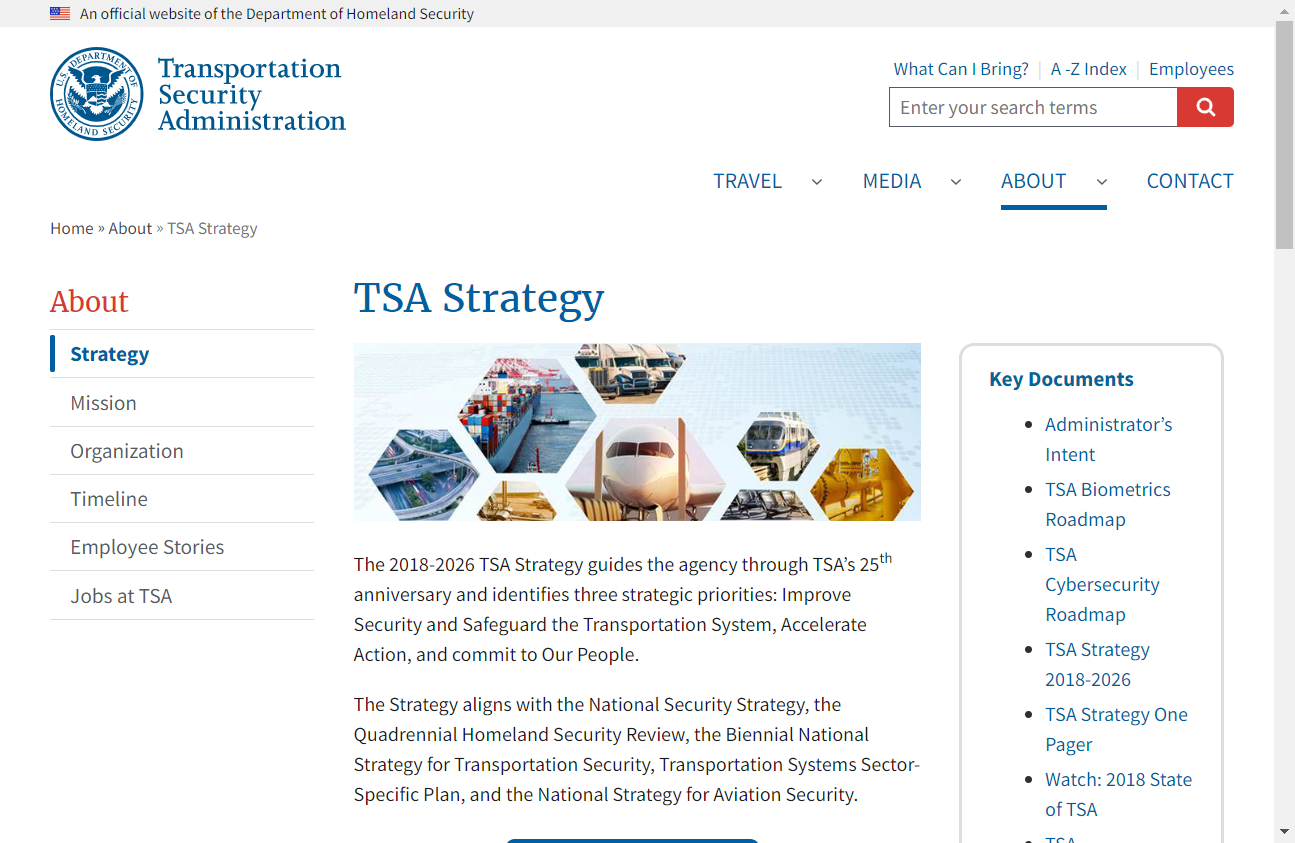 An official website of the Department of Homeland Security
U.S. DEPARTMENT OF HOMELAND SECURITY
Transportation
Security
Administration
What Can I Bring?
A -Z Index
Employees
Enter your search terms
TRAVEL
MEDIA
ABOUT
CONTACT
Home » About » TSA Strategy
About
Strategy
Mission
Organization
Timeline
Employee Stories
Jobs at TSA
TSA Strategy
The 2018-2026 TSA Strategy guides the agency through TSA’s 25th
anniversary and identifies three strategic priorities: Improve
Security and Safeguard the Transportation System, Accelerate
Action, and commit to Our People.
The Strategy aligns with the National Security Strategy, the
Quadrennial Homeland Security Review, the Biennial National
Strategy for Transportation Security, Transportation Systems Sector-
Specific Plan, and the National Strategy for Aviation Security.
Key Documents
Administrator’s
Intent
TSA Biometrics
Roadmap
TSA
Cybersecurity
Roadmap
TSA Strategy
2018-2026
TSA Strategy One
Pager
Watch: 2018 State
of TSA
TSA